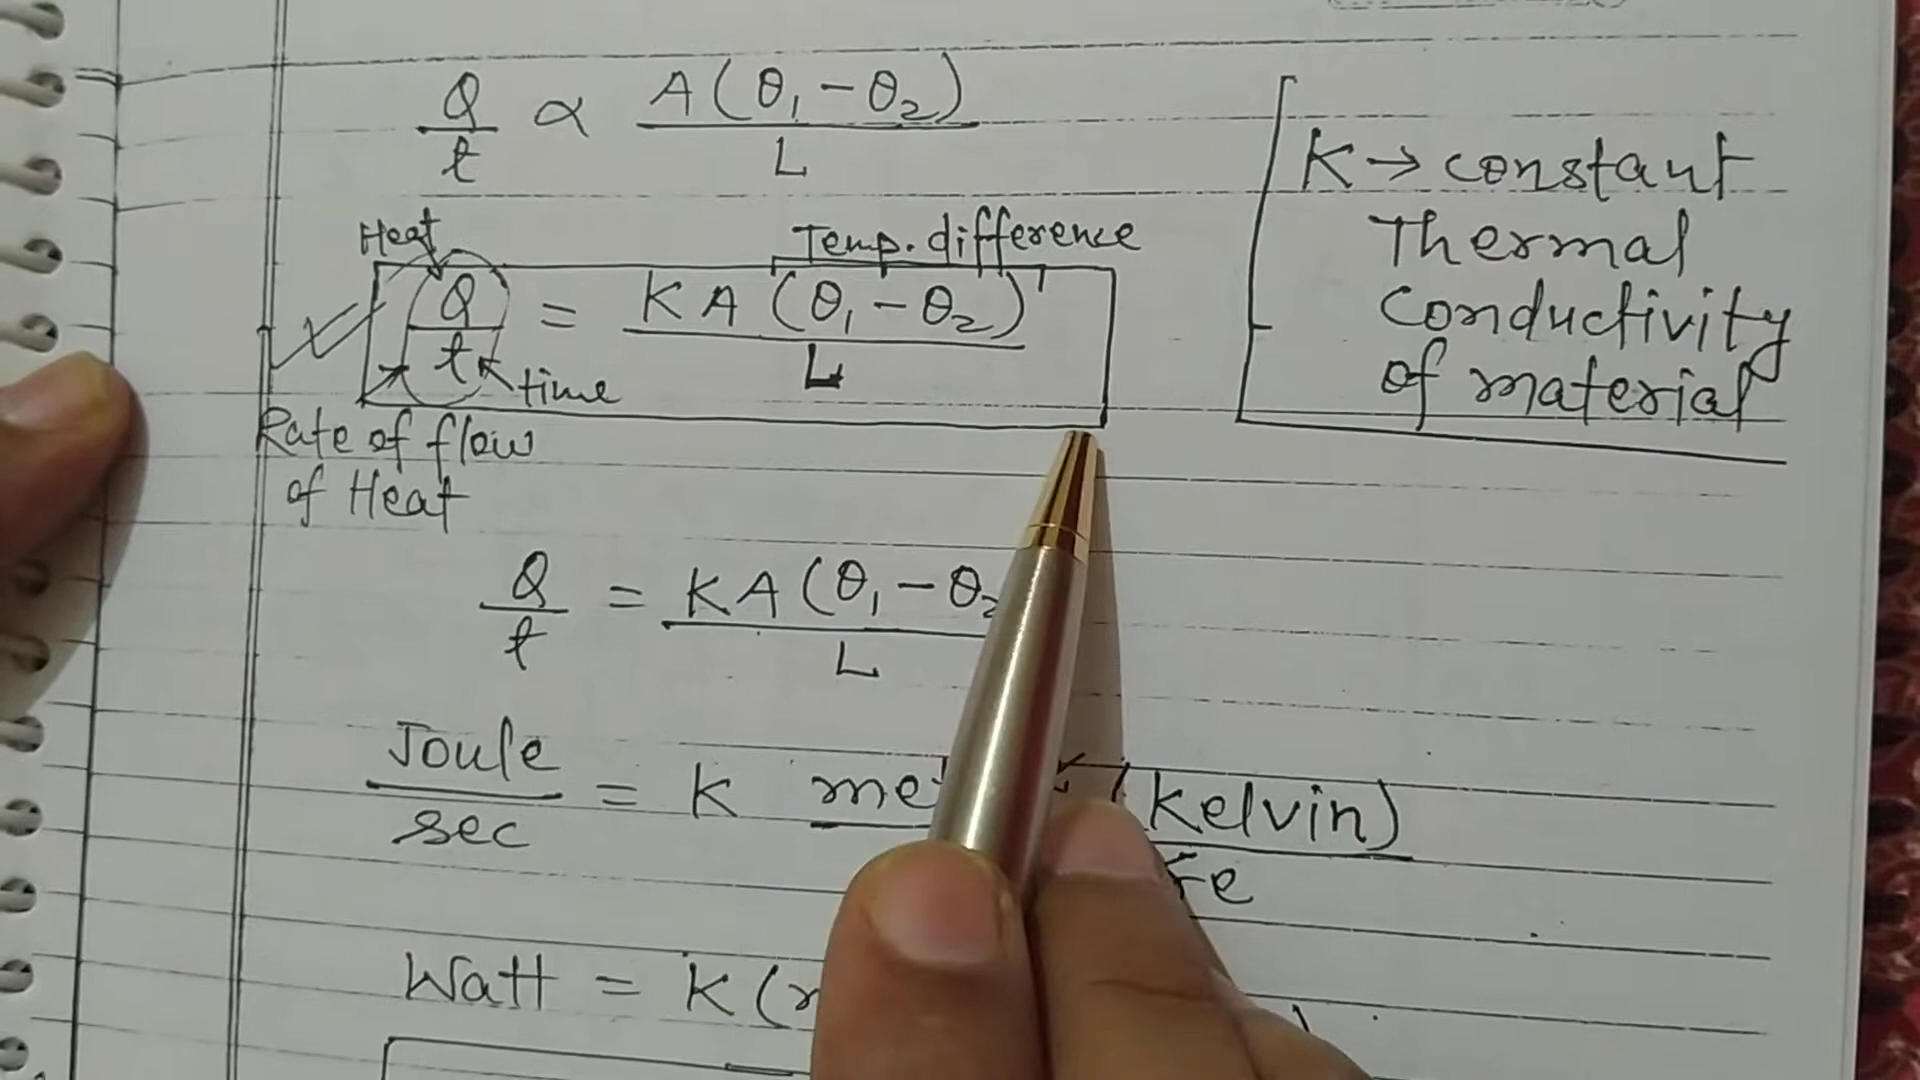 Q/t ∝ A(θ₁-θ₂)/L
Heat
Temp. difference
Q/t = KA(θ₁-θ₂)/L
time
Rate of flow
of Heat
K → constant
Thermal
Conductivity
of material
Q/t = KA(θ₁-θ₂/L
Joule/sec = K (Kelvin)
Watt = K(